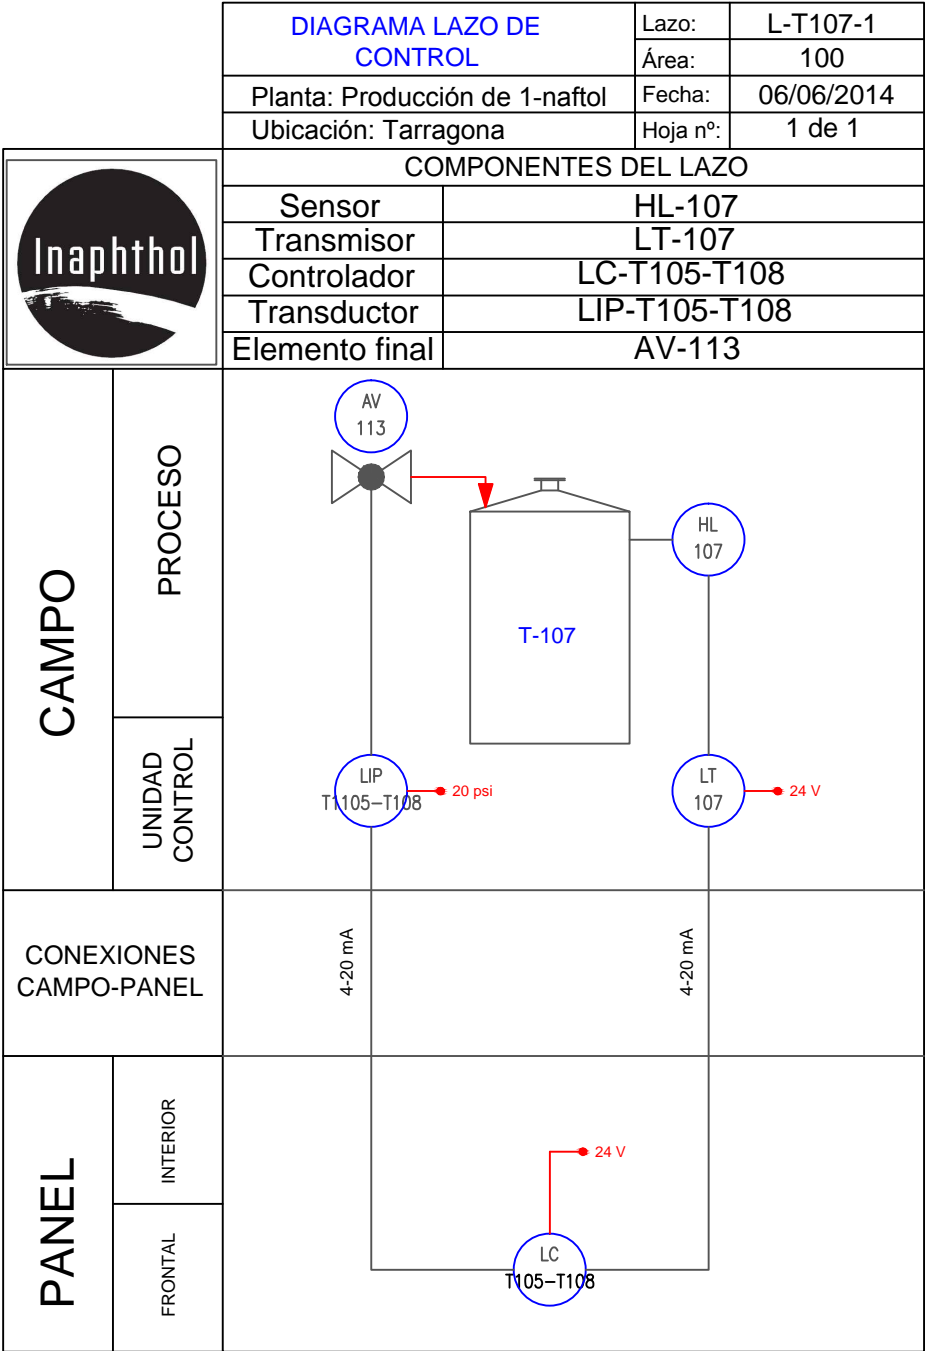 DIAGRAMA LAZO DE
CONTROL
Lazo: L-T107-1
Área: 100
Planta: Producción de 1-naftol
Fecha: 06/06/2014
Ubicación: Tarragona
Hoja nº: 1 de 1
Inaphthol
COMPONENTES DEL LAZO
Sensor HL-107
Transmisor LT-107
Controlador LC-T105-T108
Transductor LIP-T105-T108
Elemento final AV-113
CAMPO
PROCESO
AV
113
HL
107
T-107
UNIDAD
CONTROL
LIP
T1105-T108
20 psi
LT
107
24 V
CONEXIONES
CAMPO-PANEL
4-20 mA
4-20 mA
PANEL
INTERIOR
24 V
FRONTAL
LC
T105-T108